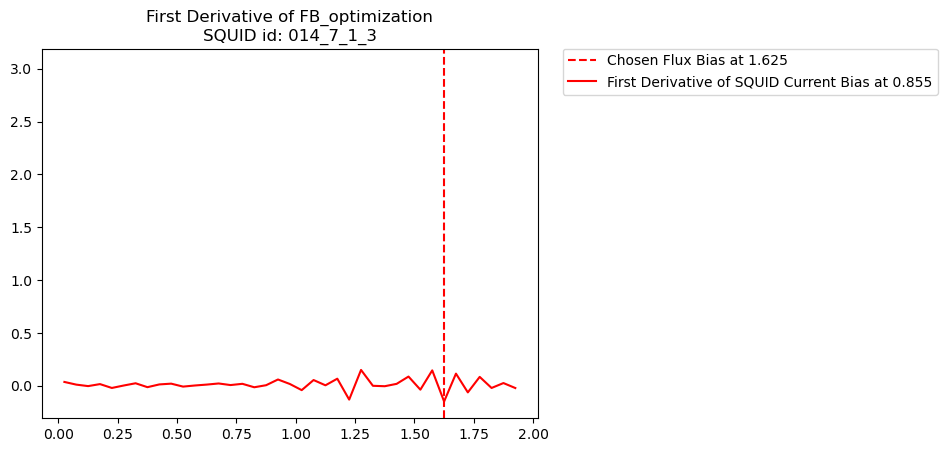 First Derivative of FB_optimization
SQUID id: 014_7_1_3
Chosen Flux Bias at 1.625
First Derivative of SQUID Current Bias at 0.855
3.0
2.5
2.0
1.5
1.0
0.5
0.0
0.00 0.25 0.50 0.75 1.00 1.25 1.50 1.75 2.00